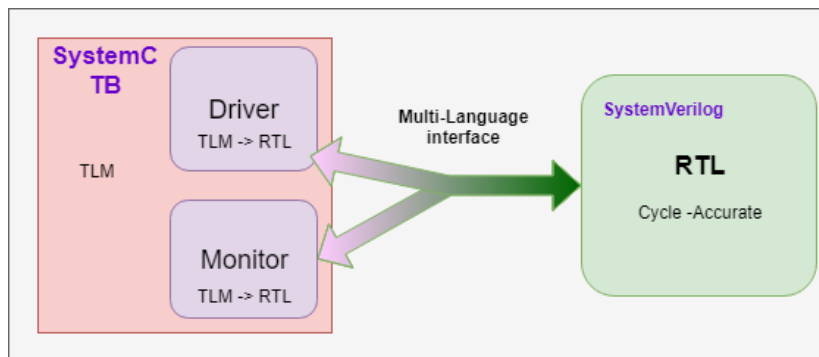 SystemC
TB
TLM
Driver
TLM -> RTL
Monitor
TLM -> RTL
Multi-Language
interface
SystemVerilog
RTL
Cycle -Accurate